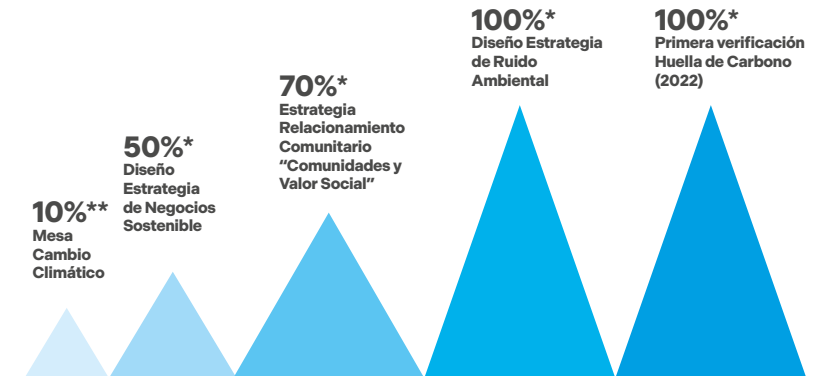 10%**
Mesa
Cambio
Climático
50%*
Diseño
Estrategia
de Negocios
Sostenible
70%*
Estrategia
Relacionamiento
Comunitario
“Comunidades y
Valor Social”
100%*
Diseño Estrategia
de Ruido
Ambiental
100%*
Primera verificación
Huella de Carbono
(2022)